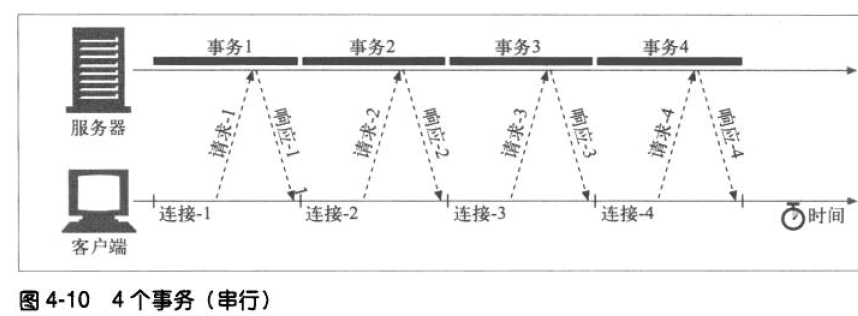 事务1 事务2 事务3 事务4
请求-1 响应-1 请求-2 响应-2 请求-3 响应-3 请求-4 响应-4
服务器
连接-1 连接-2 连接-3 连接-4 时间
客户端
图 4-10 4 个事务（串行）